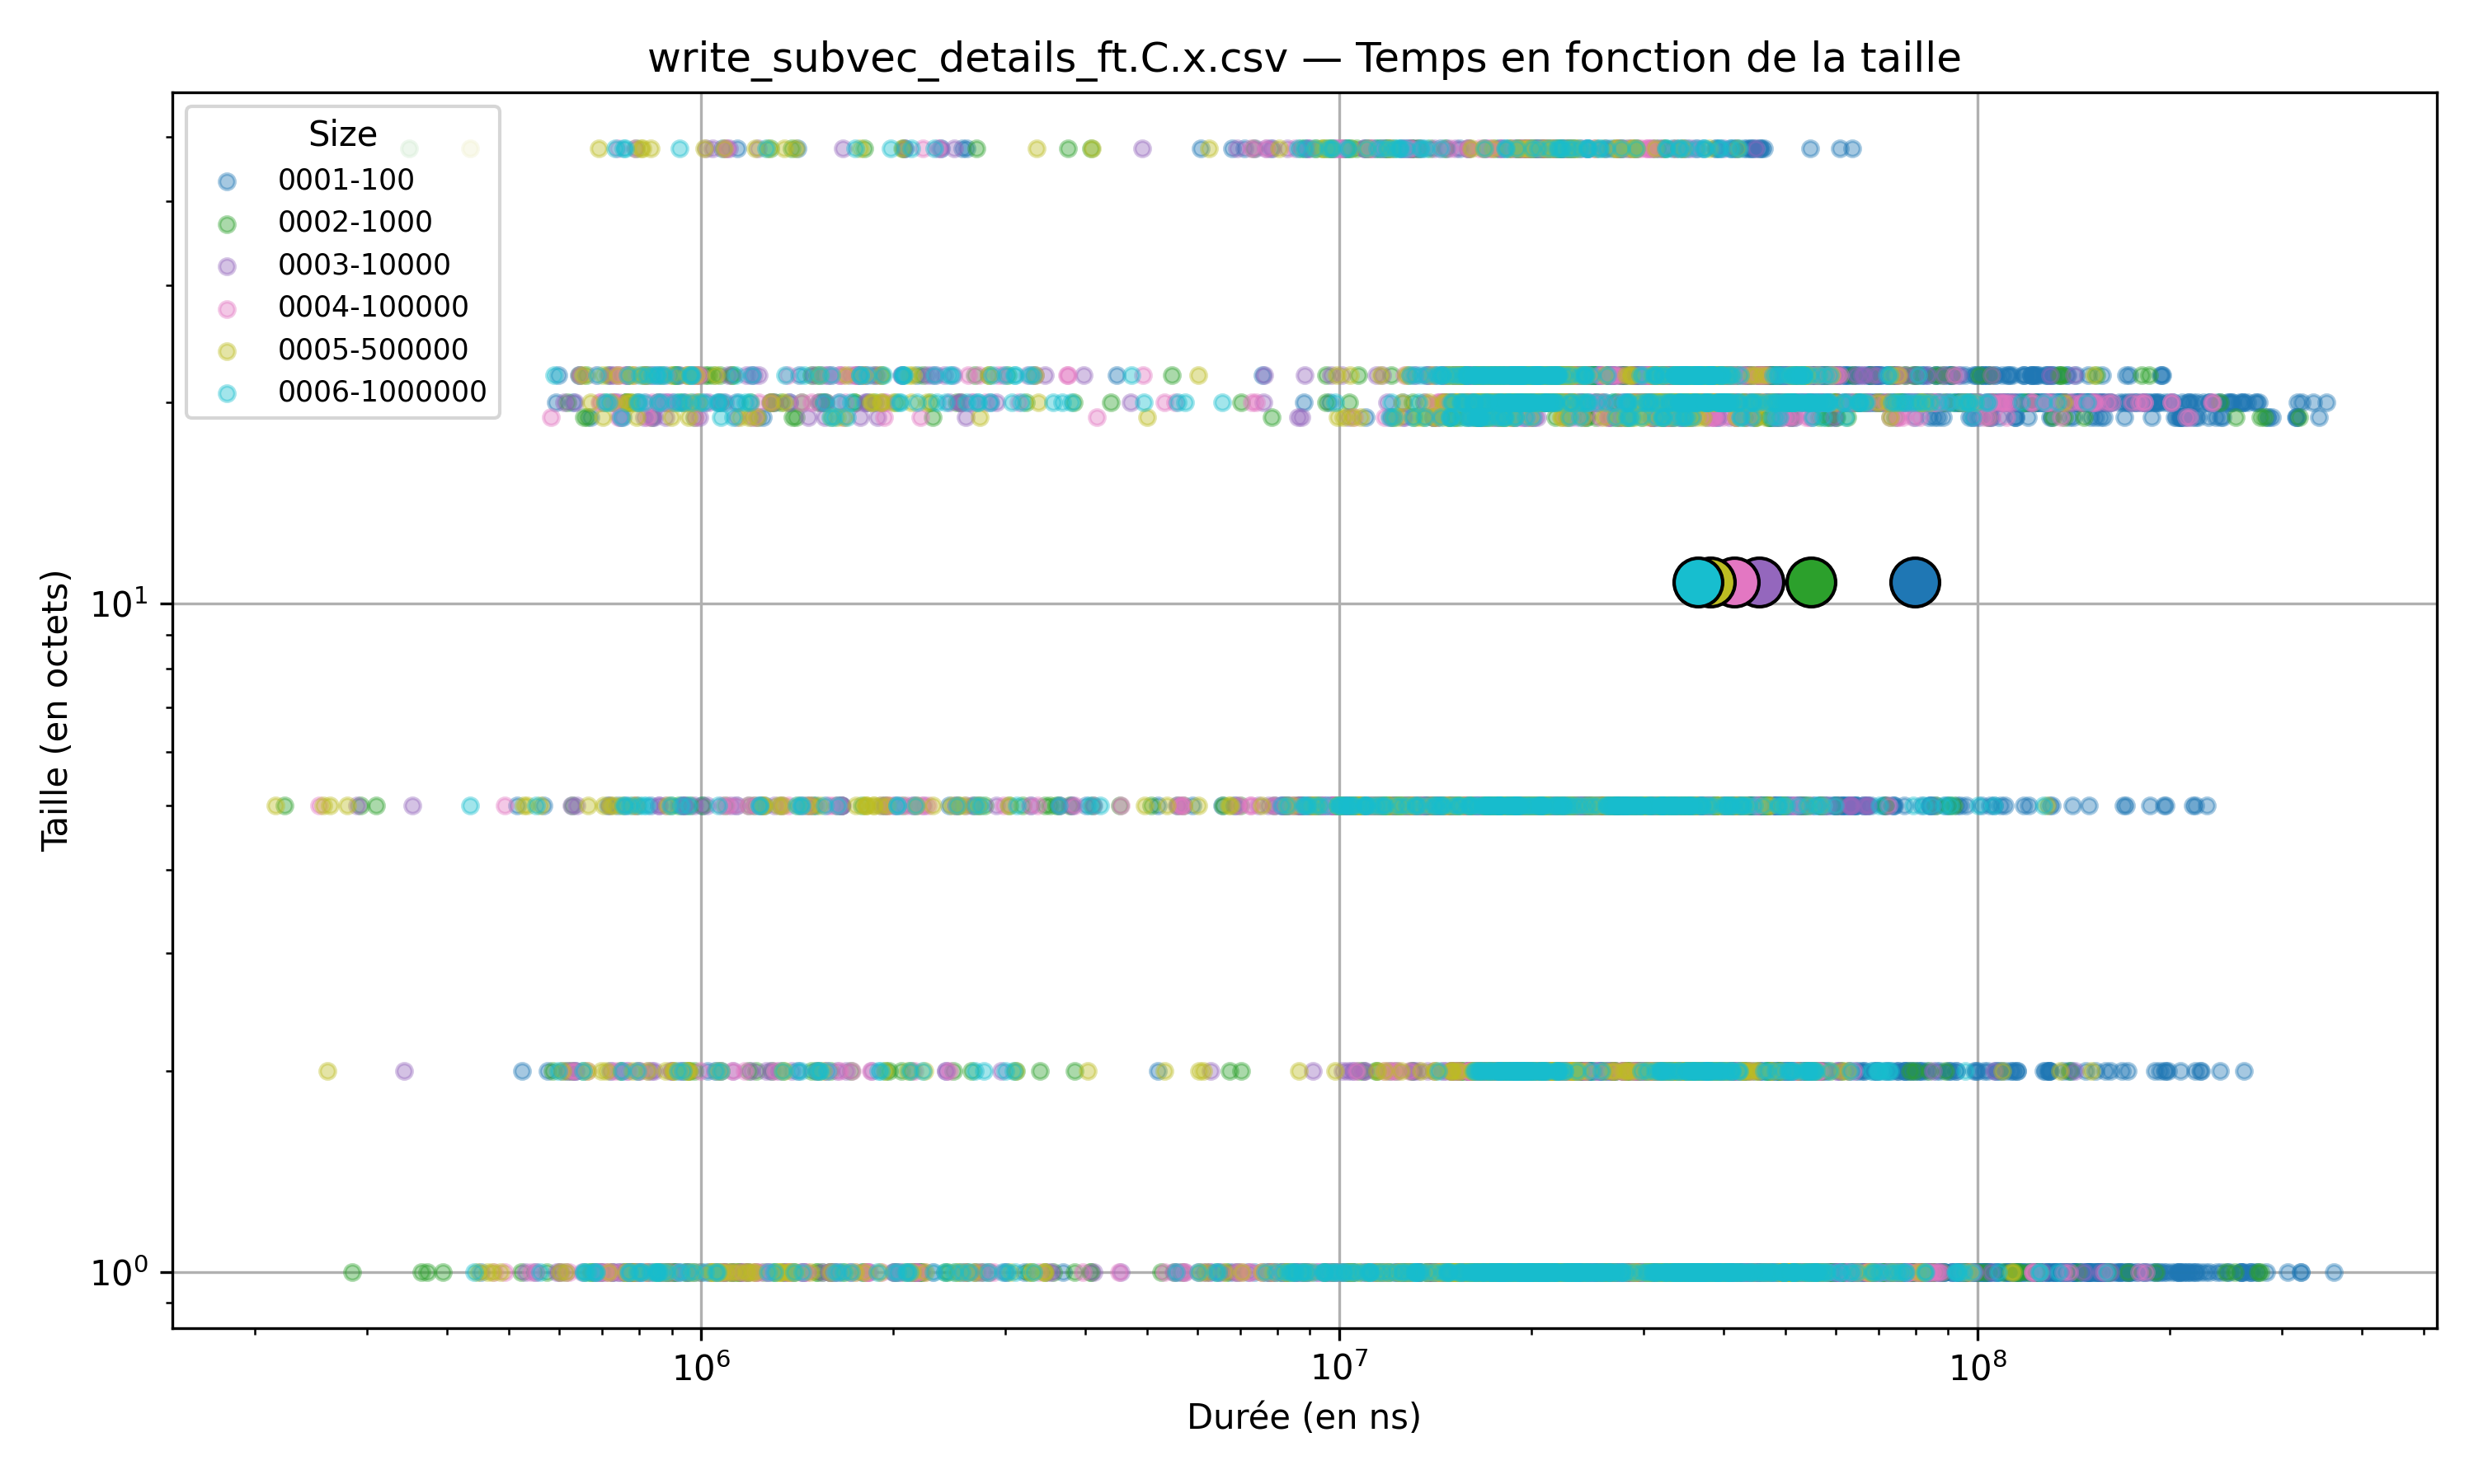 write_subvec_details_ft.C.x.csv — Temps en fonction de la taille
Size
0001-100
0002-1000
0003-10000
0004-100000
0005-500000
0006-1000000
Taille (en octets)
10¹
10⁰
10⁶
10⁷
10⁸
Durée (en ns)